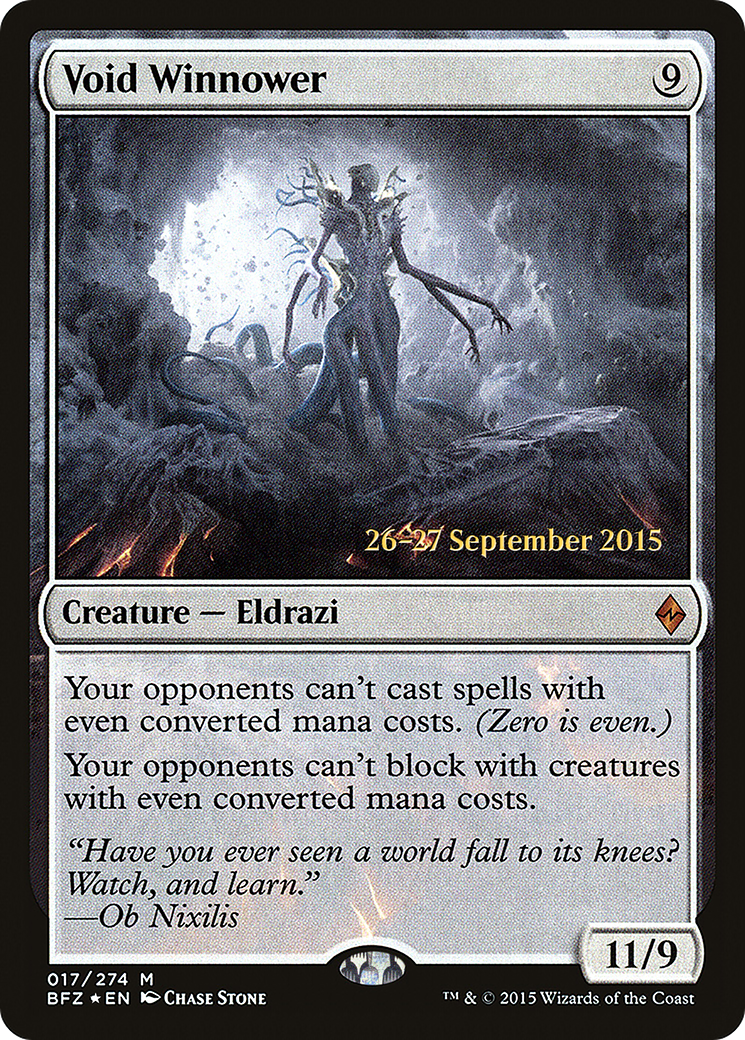 Void Winnower 9
26–27 September 2015
Creature — Eldrazi
Your opponents can't cast spells with
even converted mana costs. (Zero is even.)
Your opponents can't block with creatures
with even converted mana costs.
"Have you ever seen a world fall to its knees?
Watch, and learn."
—Ob Nixilis
11/9
017/274 M
BFZ ★ EN Chase Stone
™ & © 2015 Wizards of the Coast